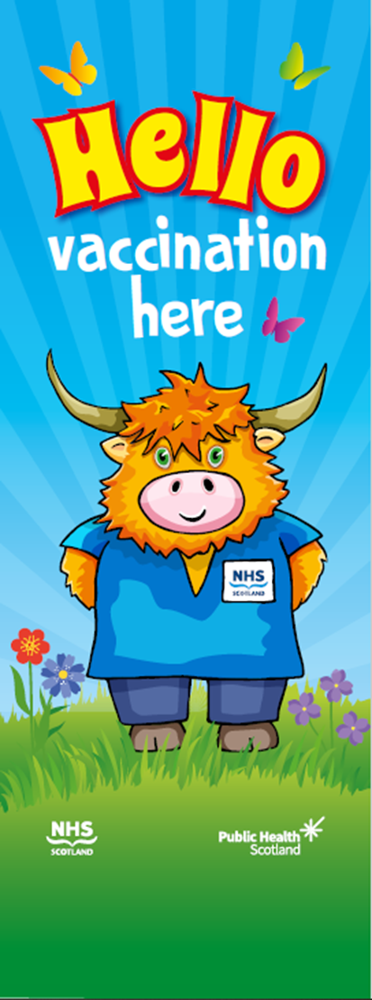 Hello
vaccination
here
NHS
SCOTLAND
NHS
SCOTLAND
Public Health
Scotland